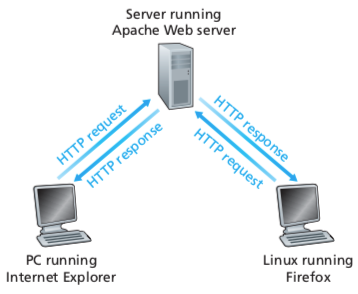 Server running
Apache Web server
HTTP request
HTTP response
HTTP response
HTTP request
PC running
Internet Explorer
Linux running
Firefox